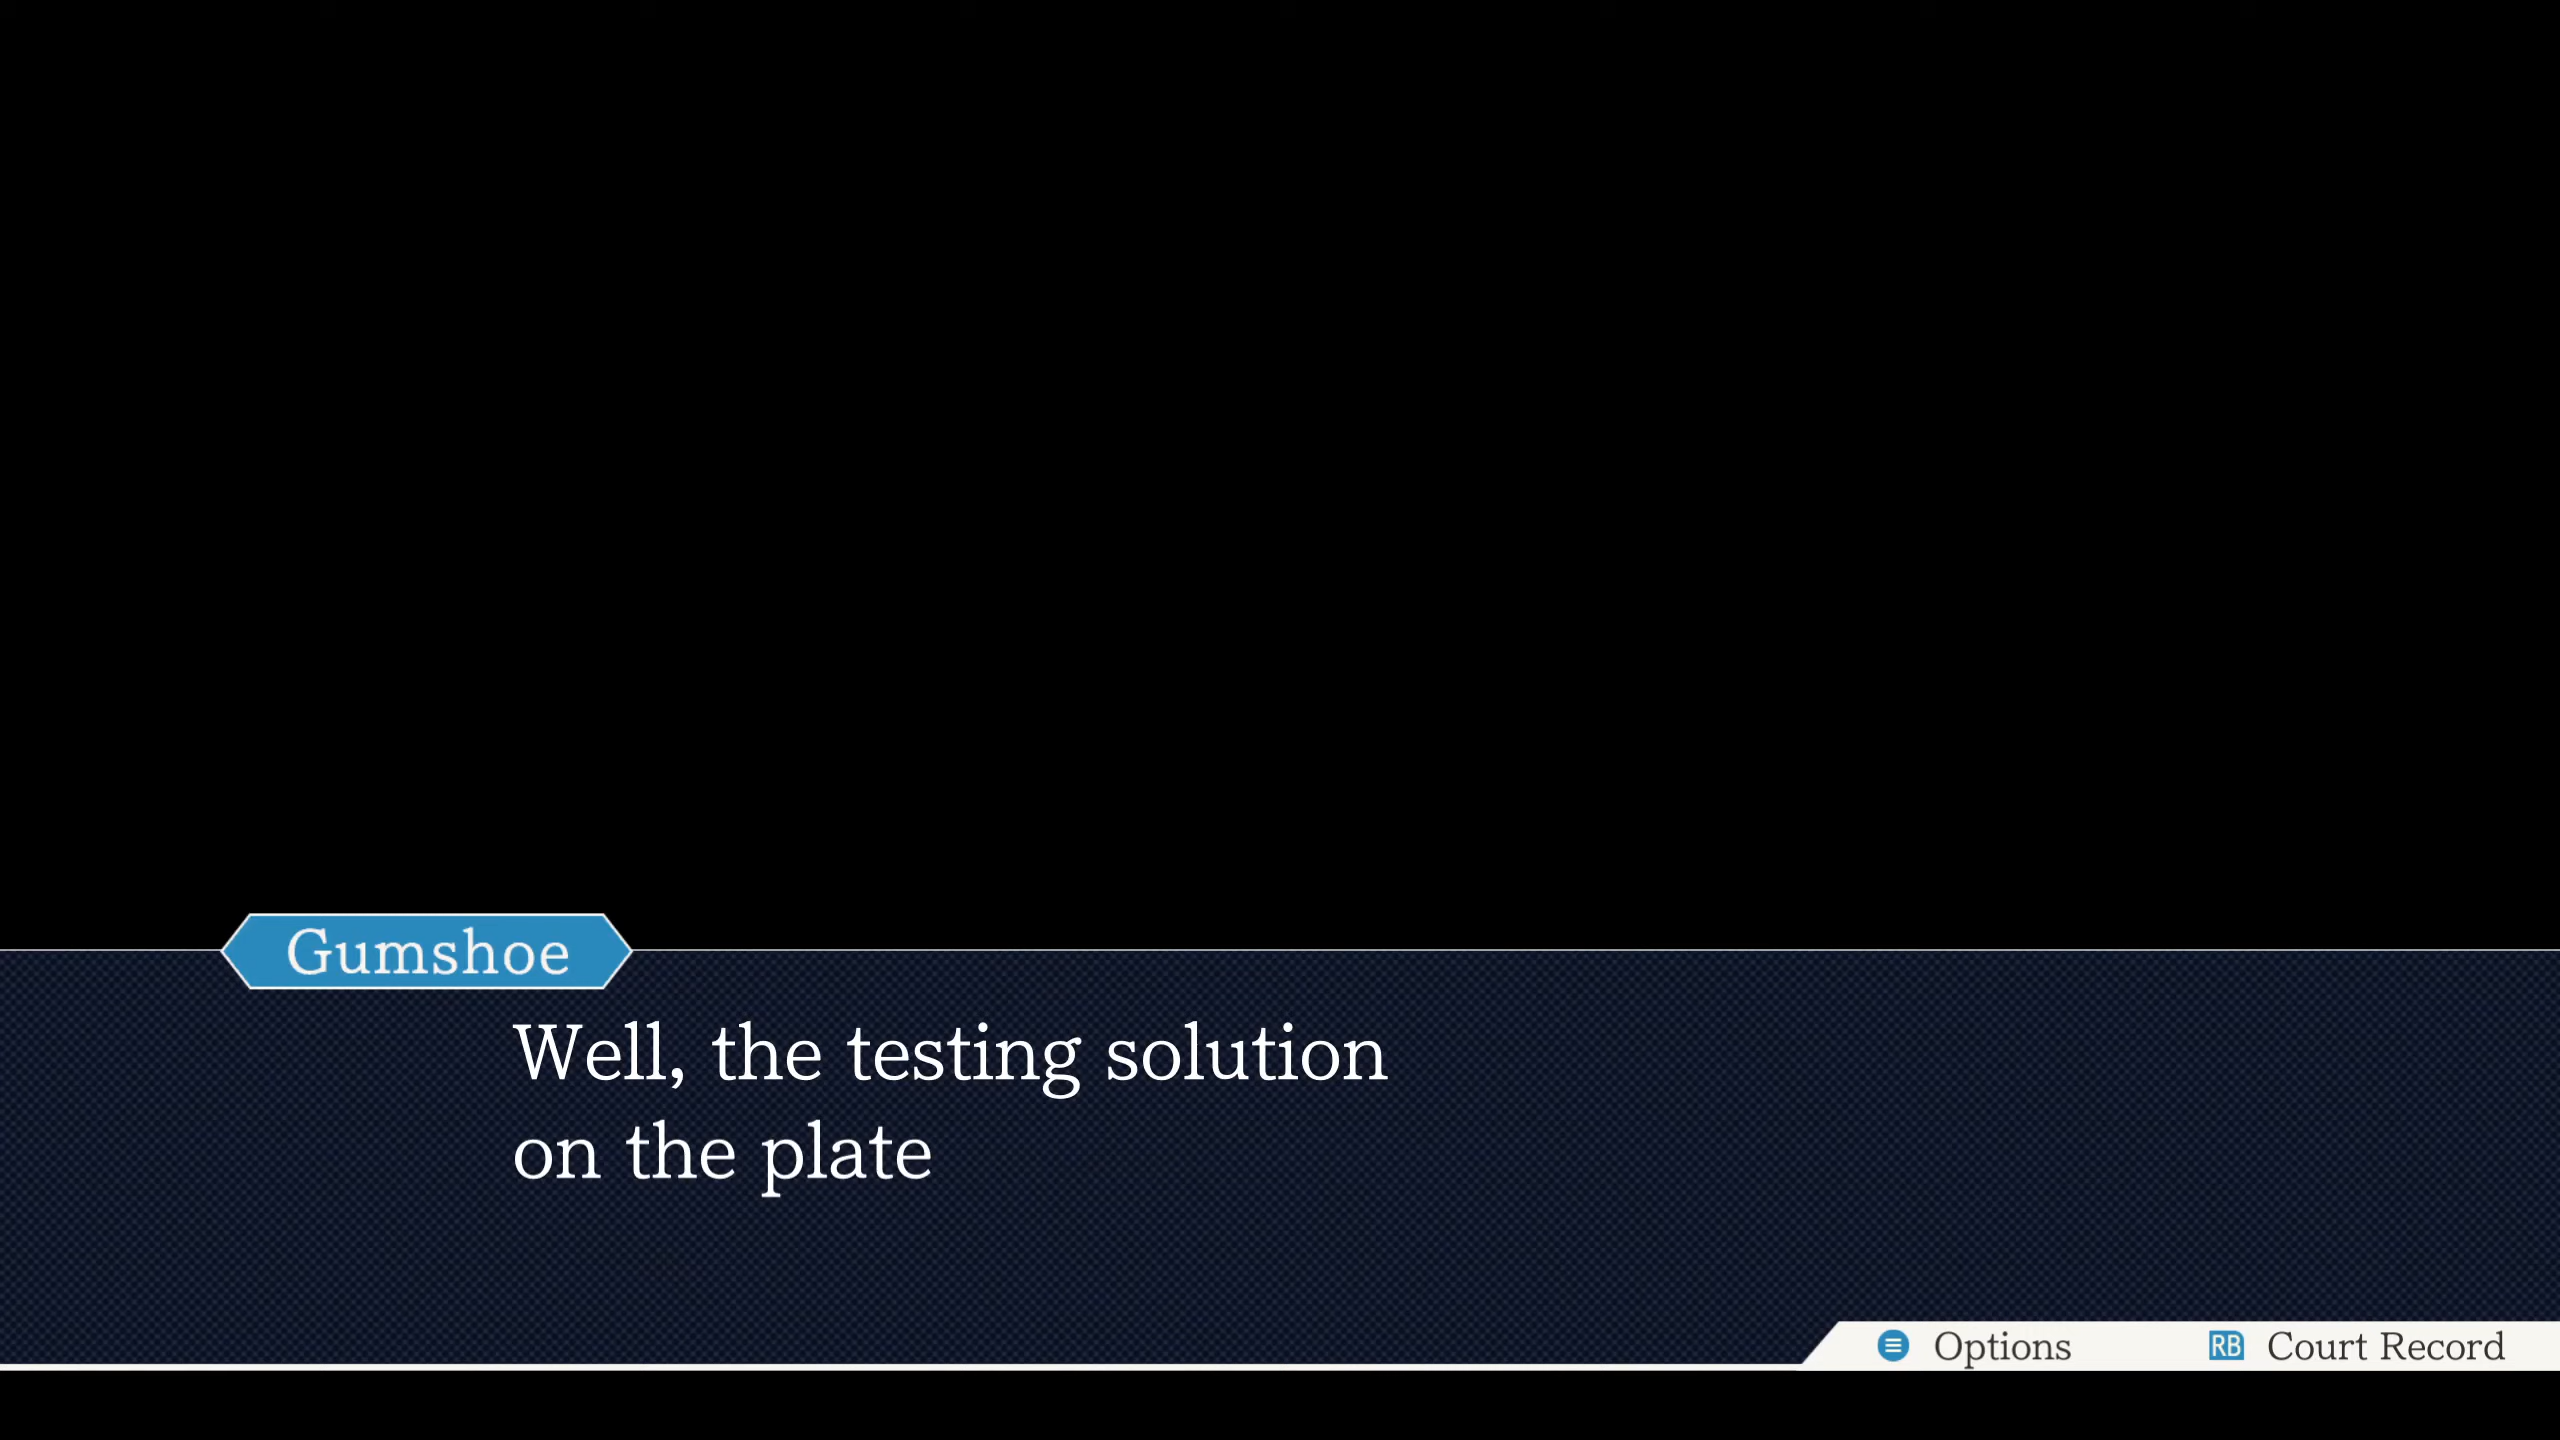 Gumshoe
Well, the testing solution
on the plate
Options
RB Court Record